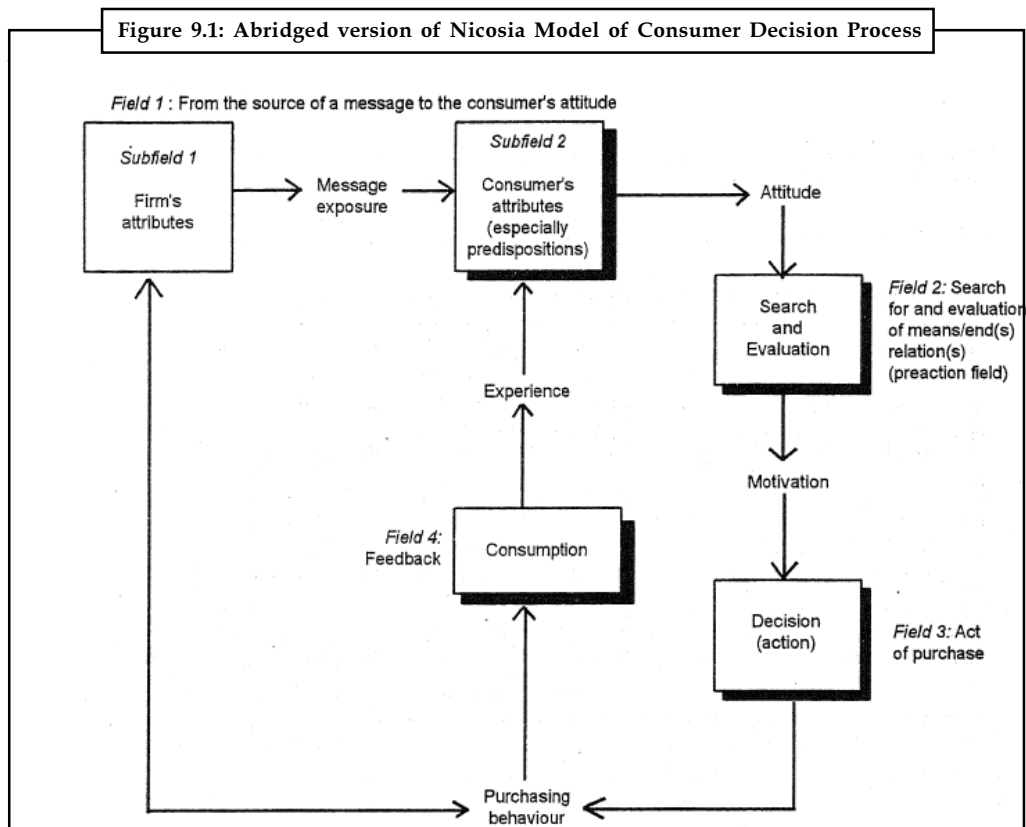 Figure 9.1: Abridged version of Nicosia Model of Consumer Decision Process
Field 1 : From the source of a message to the consumer's attitude
Subfield 1
Firm's
attributes
Message
exposure
Subfield 2
Consumer's
attributes
(especially
predispositions)
Attitude
Search
and
Evaluation
Field 2: Search
for and evaluation
of means/end(s)
relation(s)
(preaction field)
Experience
Motivation
Field 4:
Feedback
Consumption
Decision
(action)
Field 3: Act
of purchase
Purchasing
behaviour